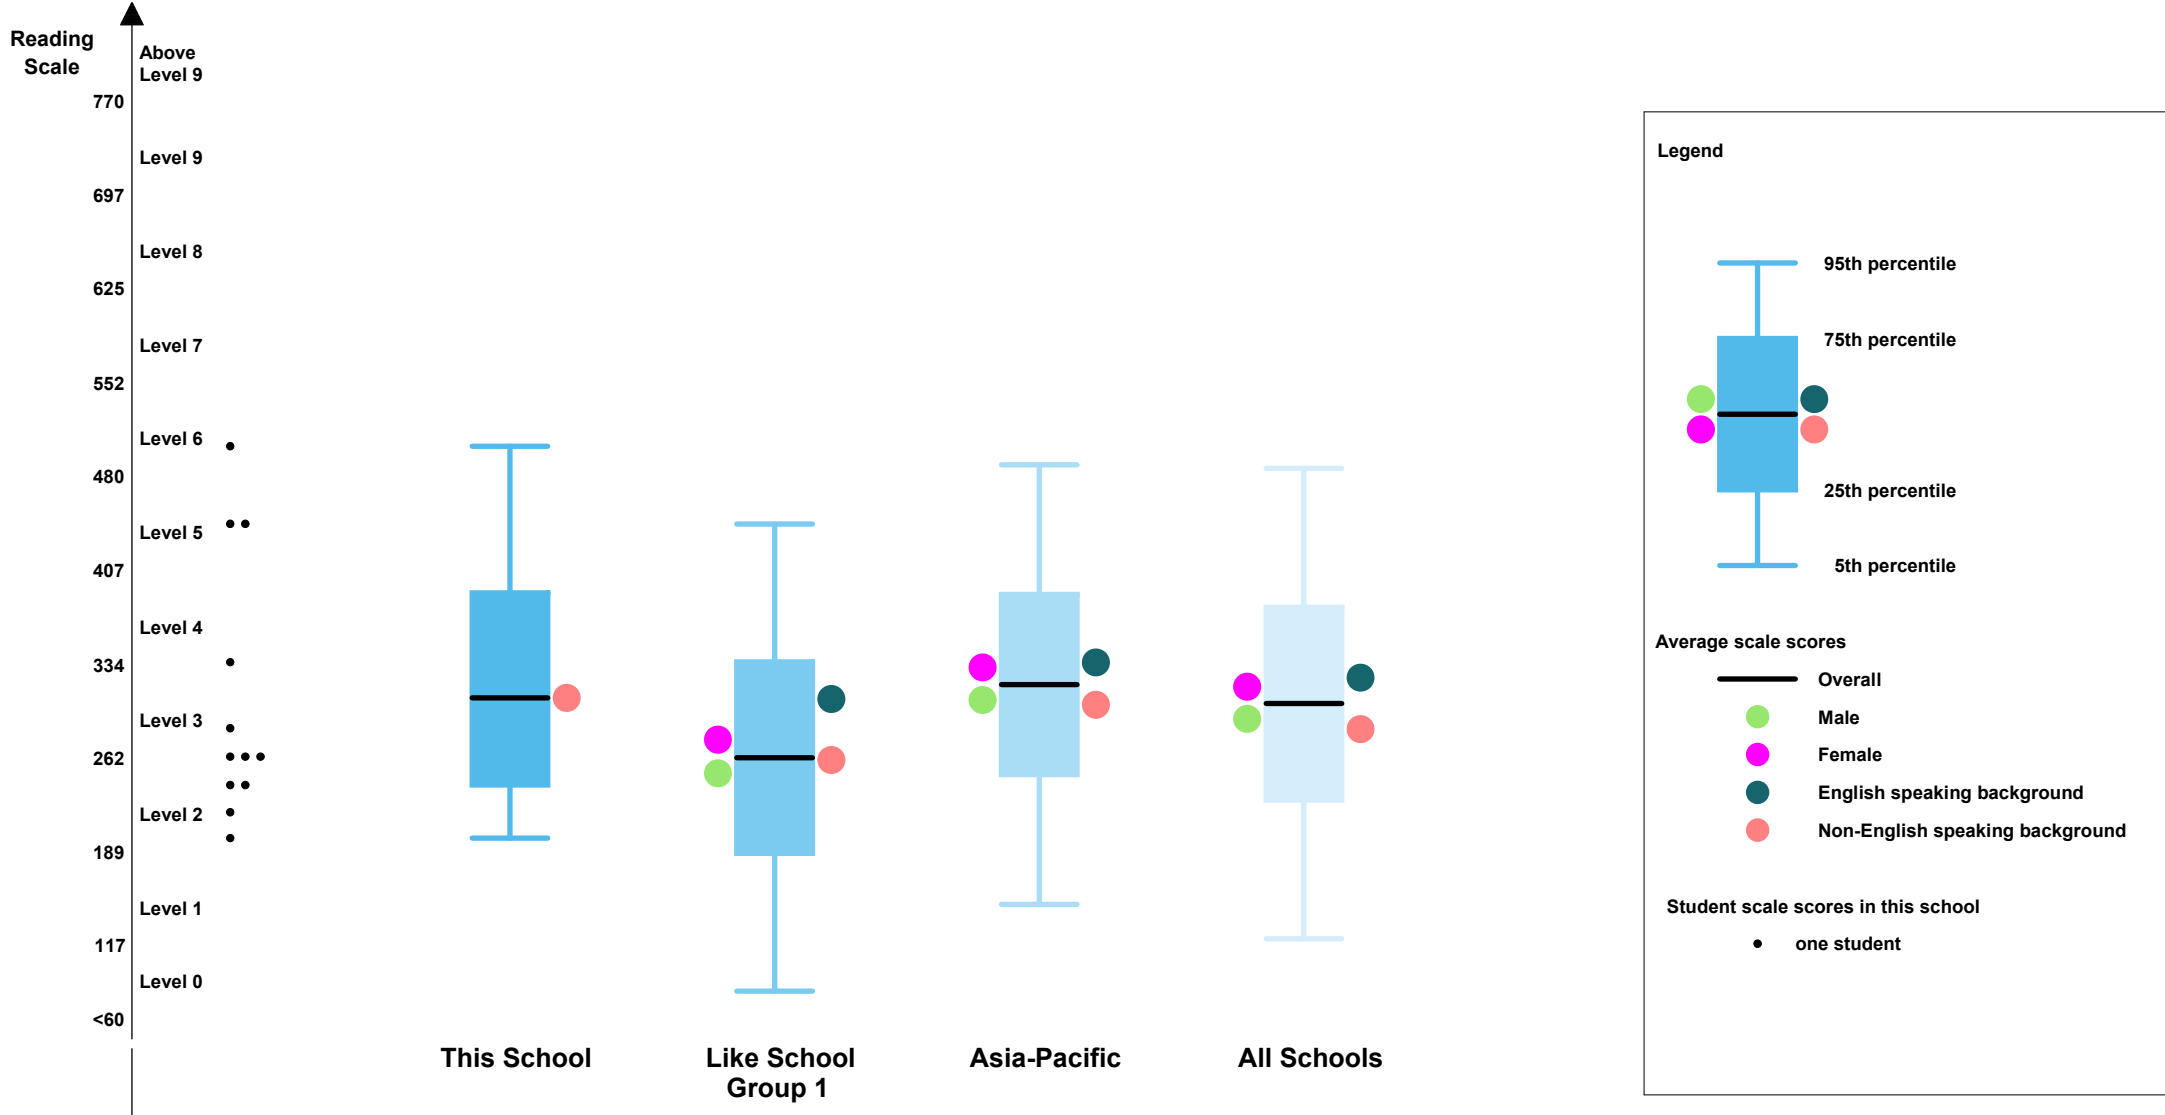 Reading
Scale
Above
Level 9
770
Level 9
697
Level 8
625
Level 7
552
Level 6
480
Level 5
407
Level 4
334
Level 3
262
Level 2
189
Level 1
117
Level 0
<60
This School
Like School
Group 1
Asia-Pacific
All Schools
Legend
95th percentile
75th percentile
25th percentile
5th percentile
Average scale scores
Overall
Male
Female
English speaking background
Non-English speaking background
Student scale scores in this school
one student